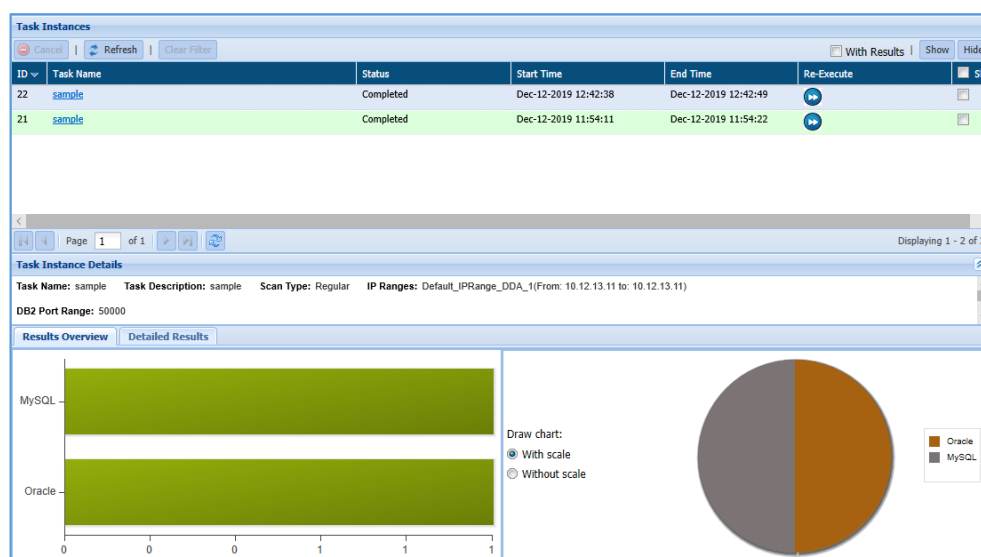 Task Instances
Cancel | Refresh | Clear Filter With Results | Show Hide
ID Task Name Status Start Time End Time Re-Execute
22 sample Completed Dec-12-2019 12:42:38 Dec-12-2019 12:42:49
21 sample Completed Dec-12-2019 11:54:11 Dec-12-2019 11:54:22
Page 1 of 1 Displaying 1 - 2 of
Task Instance Details
Task Name: sample Task Description: sample Scan Type: Regular IP Ranges: Default_IPRange_DDA_1(From: 10.12.13.11 to: 10.12.13.11)
DB2 Port Range: 50000
Results Overview Detailed Results
MySQL
Oracle
0 0 0 1 1 1
Draw chart:
With scale
Without scale
Oracle
MySQL